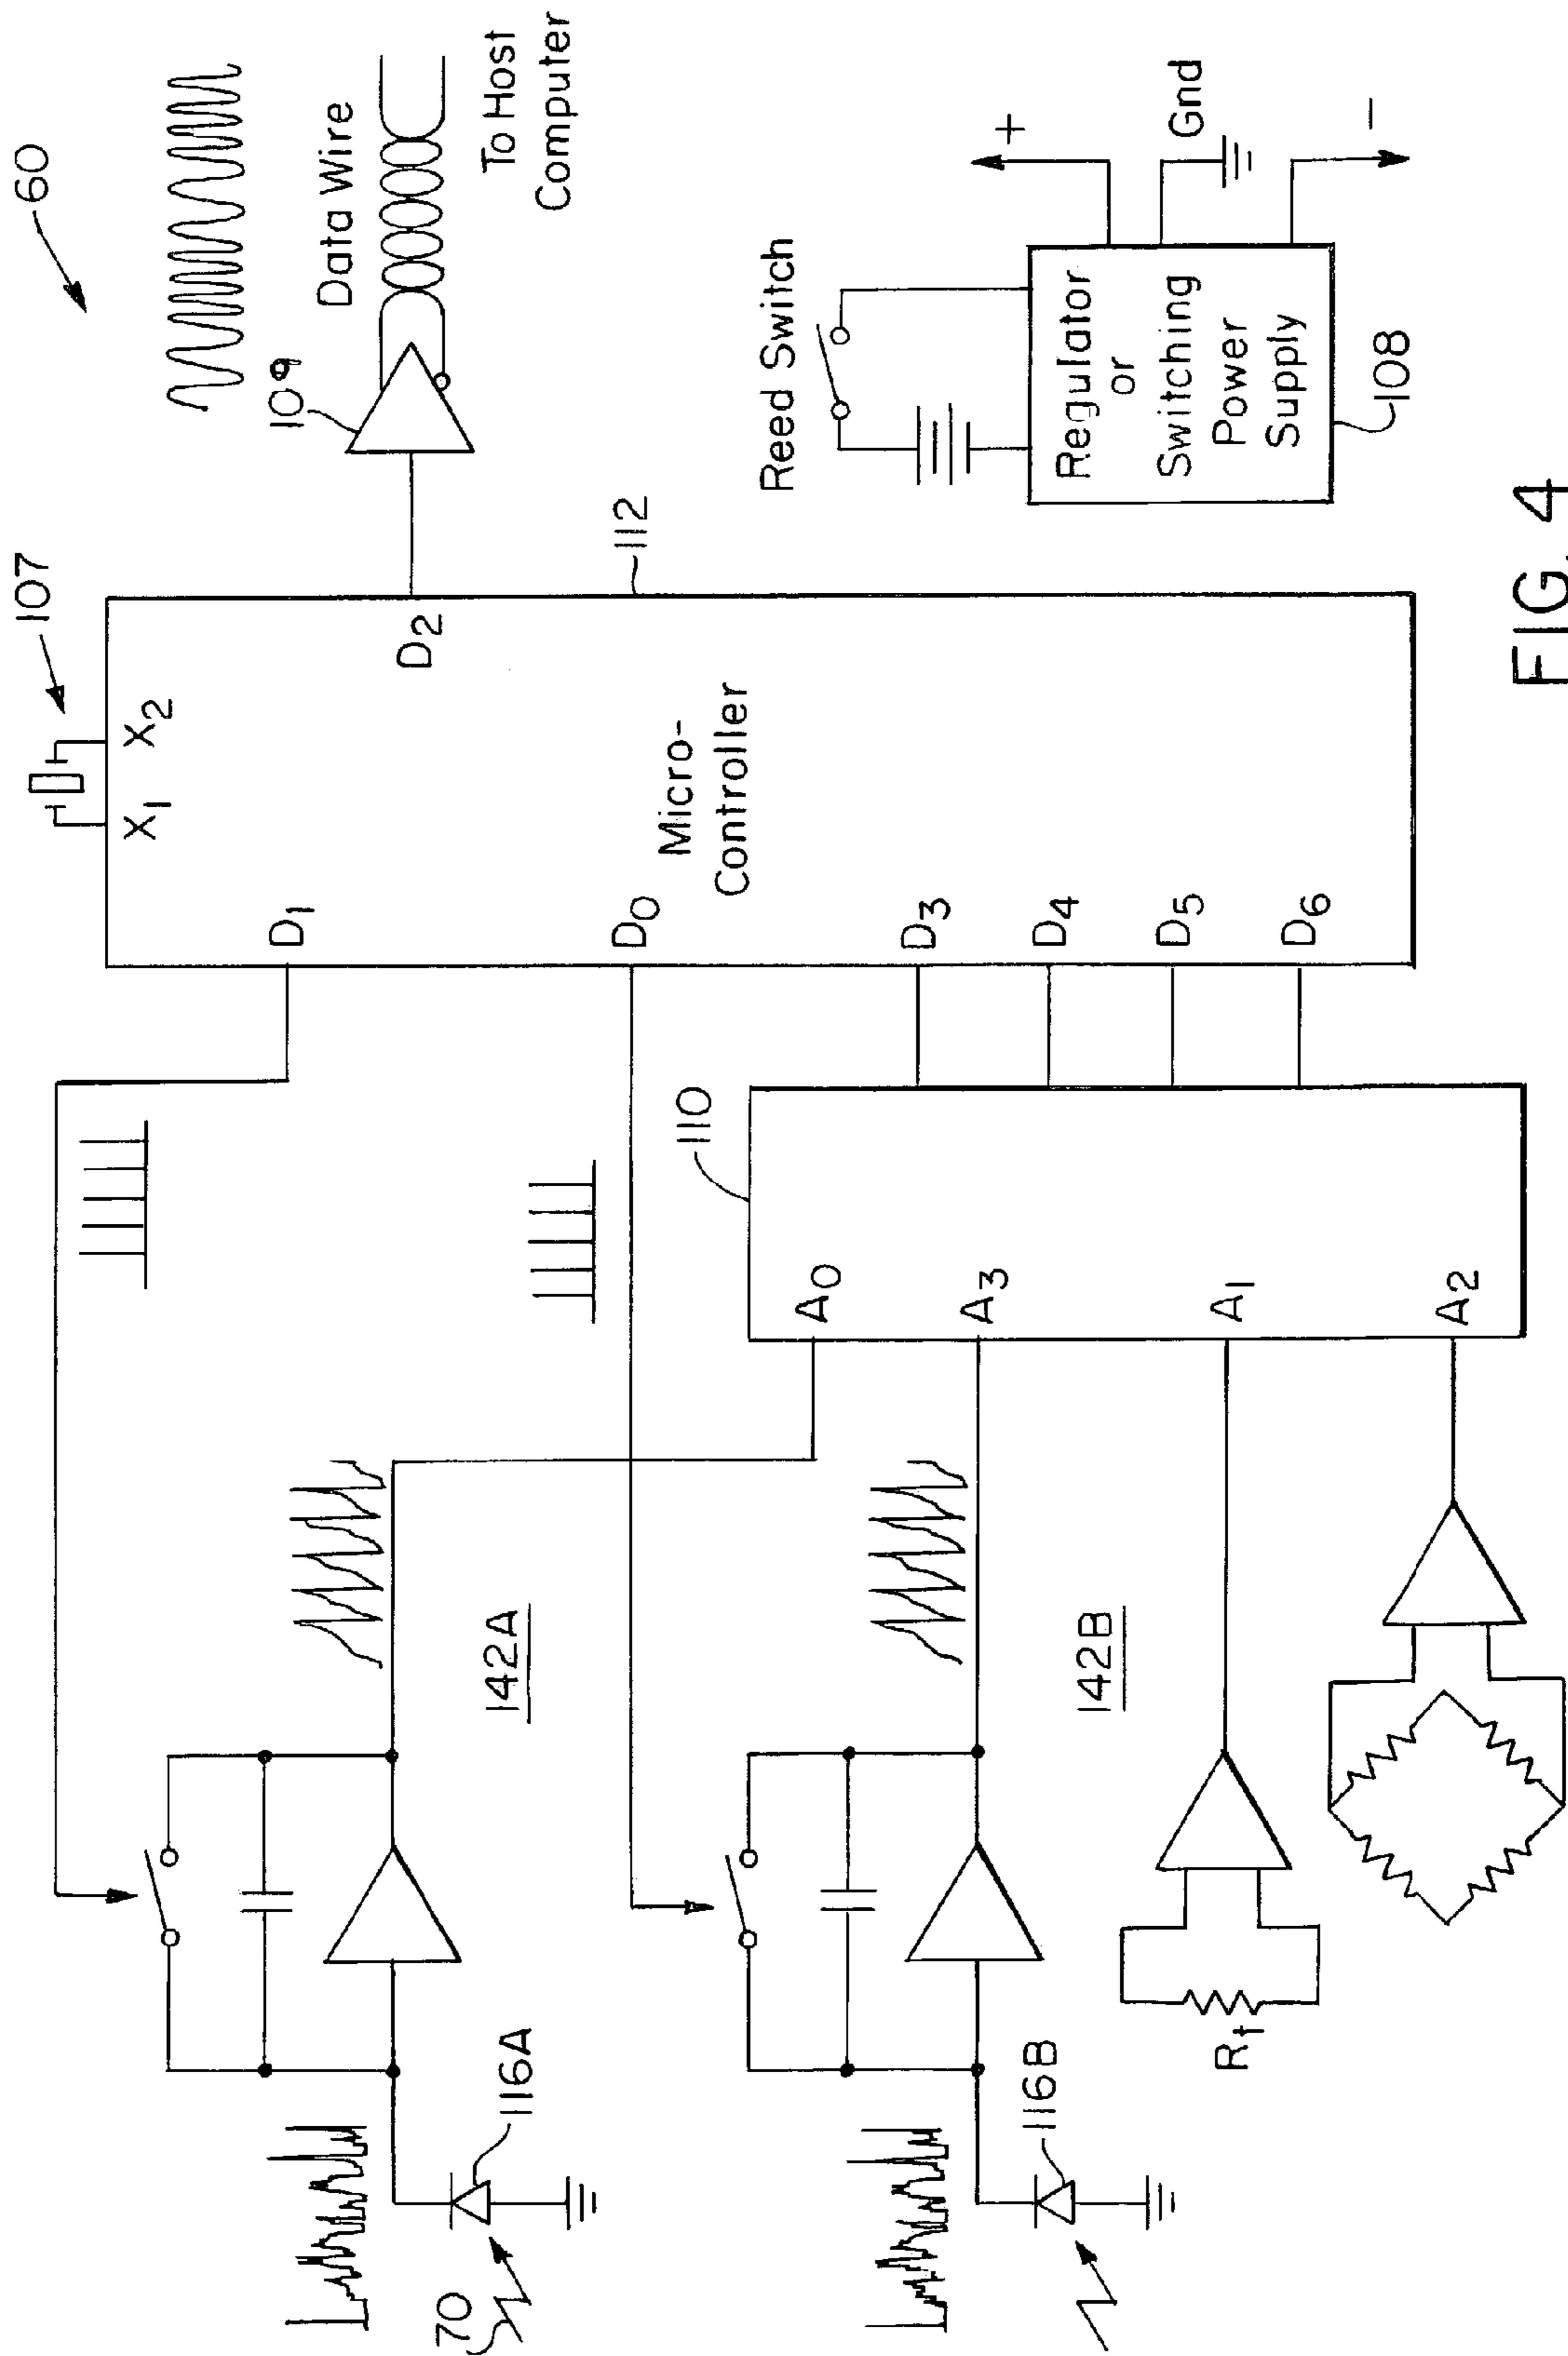 60
107
X1 X2
D1
D2
109
Data Wire
To Host
Computer
112
D0
Micro-
Controller
D3
D4
D5
D6
110
A0
A3
A1
A2
142A
142B
116A
70
116B
Rt
Reed Switch
+
Gnd
-
Regulator
or
Switching
Power
Supply
108
FIG. 4